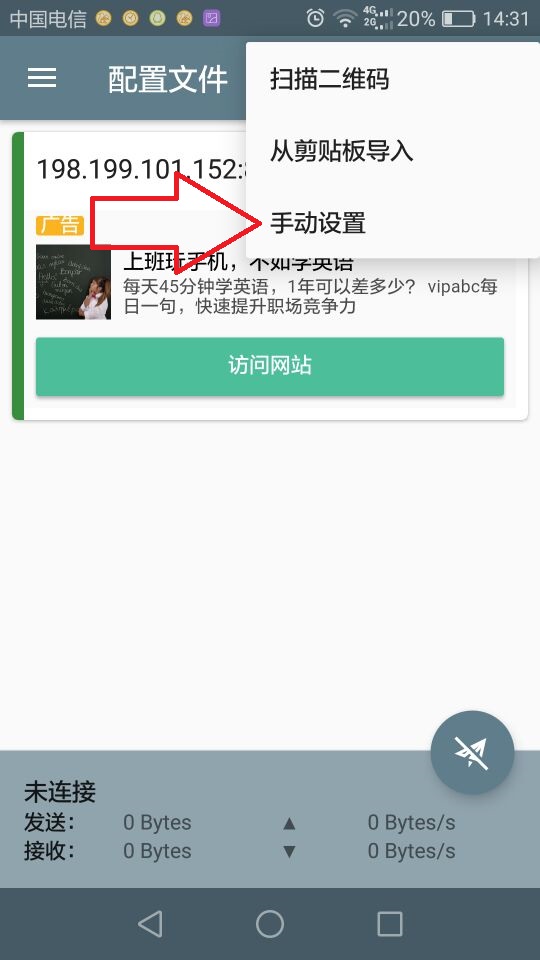 中国电信 4G 2G 20% 14:31
配置文件
扫描二维码
从剪贴板导入
手动设置
198.199.101.152:
广告
上班玩手机，不如学英语
每天45分钟学英语，1年可以差多少？ vipabc每
日一句，快速提升职场竞争力
访问网站
未连接
发送： 0 Bytes ▲ 0 Bytes/s
接收： 0 Bytes ▼ 0 Bytes/s